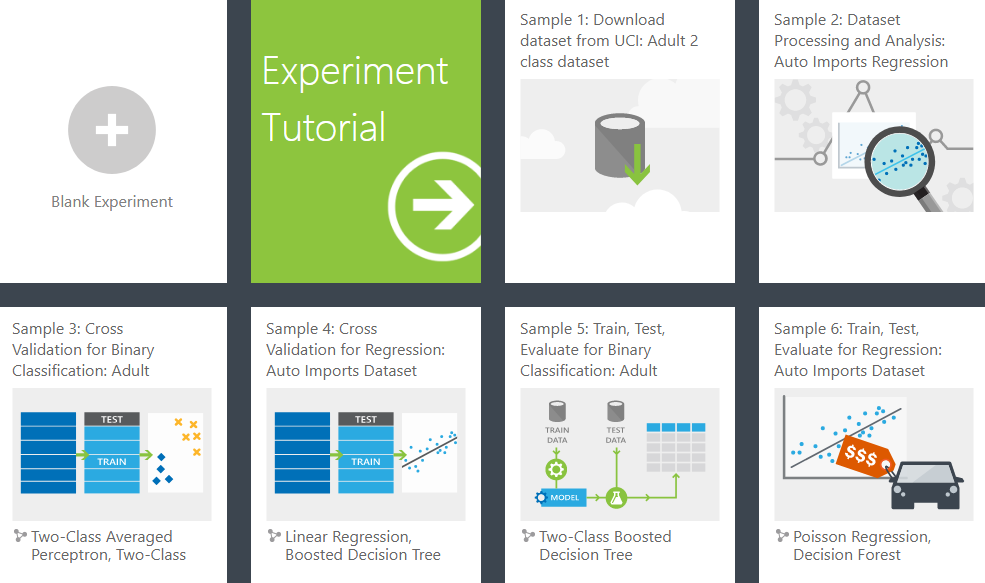 Blank Experiment
Experiment
Tutorial
Sample 1: Download
dataset from UCI: Adult 2
class dataset
Sample 2: Dataset
Processing and Analysis:
Auto Imports Regression
Sample 3: Cross
Validation for Binary
Classification: Adult
TEST
TRAIN
Two-Class Averaged
Perceptron, Two-Class
Sample 4: Cross
Validation for Regression:
Auto Imports Dataset
TEST
TRAIN
Linear Regression,
Boosted Decision Tree
Sample 5: Train, Test,
Evaluate for Binary
Classification: Adult
TRAIN
DATA
TEST
DATA
MODEL
Two-Class Boosted
Decision Tree
Sample 6: Train, Test,
Evaluate for Regression:
Auto Imports Dataset
$$$
Poisson Regression,
Decision Forest